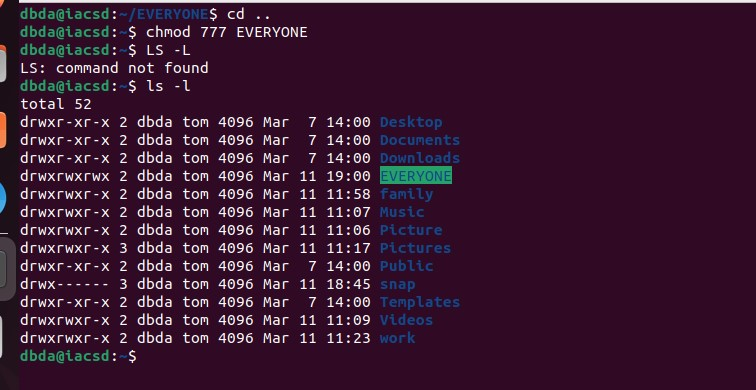 dbda@iacsd:~/EVERYONE$ cd ..
dbda@iacsd:~$ chmod 777 EVERYONE
dbda@iacsd:~$ LS -L
LS: command not found
dbda@iacsd:~$ ls -l
total 52
drwxr-xr-x 2 dbda tom 4096 Mar  7 14:00 Desktop
drwxr-xr-x 2 dbda tom 4096 Mar  7 14:00 Documents
drwxr-xr-x 2 dbda tom 4096 Mar  7 14:00 Downloads
drwxrwxrwx 2 dbda tom 4096 Mar 11 19:00 EVERYONE
drwxrwxr-x 2 dbda tom 4096 Mar 11 11:58 family
drwxrwxr-x 2 dbda tom 4096 Mar 11 11:07 Music
drwxrwxr-x 2 dbda tom 4096 Mar 11 11:06 Picture
drwxrwxr-x 3 dbda tom 4096 Mar 11 11:17 Pictures
drwxr-xr-x 2 dbda tom 4096 Mar  7 14:00 Public
drwx------ 3 dbda tom 4096 Mar 11 18:45 snap
drwxr-xr-x 2 dbda tom 4096 Mar  7 14:00 Templates
drwxrwxr-x 2 dbda tom 4096 Mar 11 11:09 Videos
drwxrwxr-x 2 dbda tom 4096 Mar 11 11:23 work
dbda@iacsd:~$